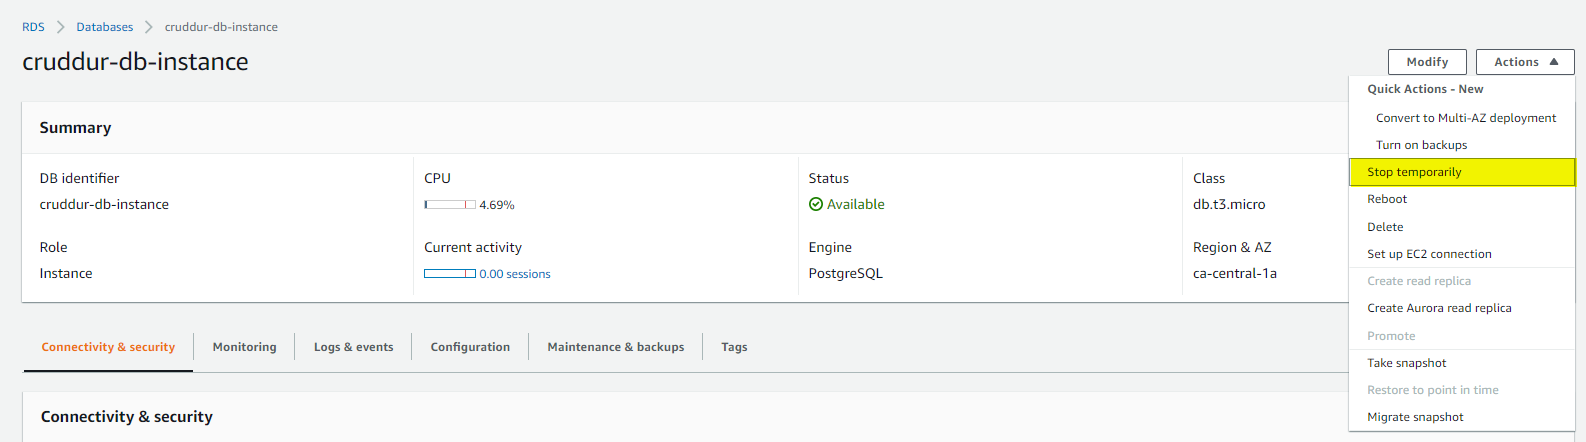 RDS > Databases > cruddur-db-instance
cruddur-db-instance
Modify
Actions
Quick Actions - New
Convert to Multi-AZ deployment
Turn on backups
Stop temporarily
Reboot
Delete
Set up EC2 connection
Create read replica
Create Aurora read replica
Promote
Take snapshot
Restore to point in time
Migrate snapshot
Summary
DB identifier
cruddur-db-instance
CPU
4.69%
Status
Available
Class
db.t3.micro
Role
Instance
Current activity
0.00 sessions
Engine
PostgreSQL
Region & AZ
ca-central-1a
Connectivity & security
Monitoring
Logs & events
Configuration
Maintenance & backups
Tags
Connectivity & security